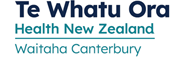 Te Whatu Ora
Health New Zealand
Waitaha Canterbury